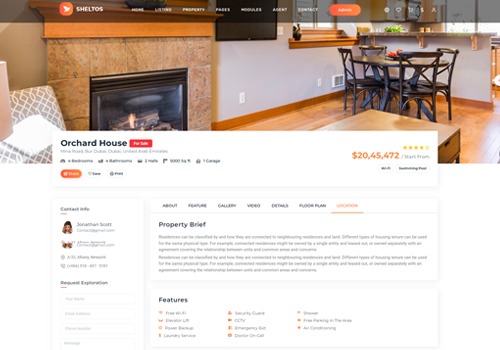 SHELTOS
HOME LISTING PROPERTY PAGES MODULES AGENT CONTACT
Orchard House For Sale
Mina Road, Bur Dubai, Dubai, United Arab Emirates
4 Bedrooms 4 Bathrooms 2 Halls 5000 Sq ft 1 Garage
Share Save Print
$20,45,472 / Start From
Wi-Fi Swimming Pool
Contact Info
Jonathan Scott
Contact@gmail.com
Contact@gmail.com
Request Exploration
Your Name
Email Address
Phone Number
Message
ABOUT FEATURE GALLERY VIDEO DETAILS FLOOR PLAN LOCATION
Property Brief
Residences can be classified by and how they are connected to neighbouring residences and land. Different types of housing tenure can be used
for the same physical type. For example, connected residences might be owned by a single entity and leased out, or owned separately with an
agreement covering the relationship between units and common areas and concerns.
Residences can be classified by and how they are connected to neighbouring residences and land. Different types of housing tenure can be used
for the same physical type. For example, connected residences might be owned by a single entity and leased out, or owned separately with an
agreement covering the relationship between units and common areas and concerns.
Features
Free Wi-Fi Security Guard Shower
Elevator Lift CCTV Free Parking In The Area
Power Backup Emergency Exit Air Conditioning
Laundry Service Doctor On Call